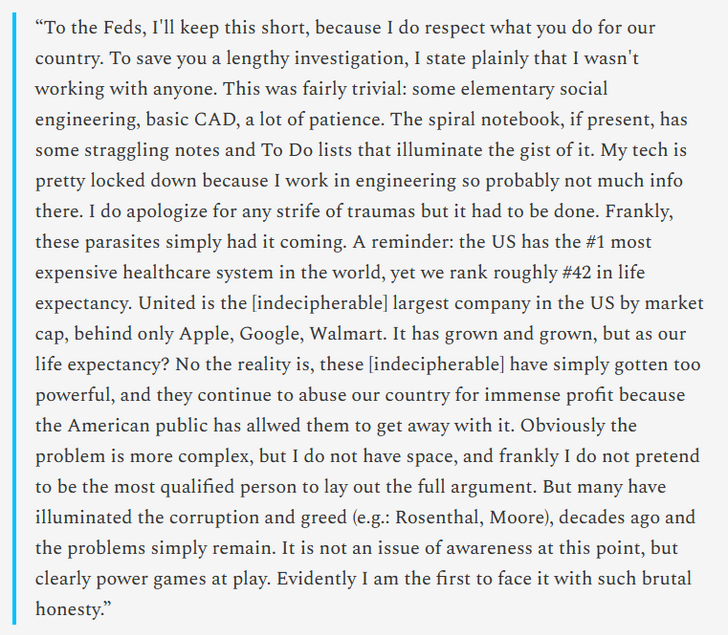 “To the Feds, I'll keep this short, because I do respect what you do for our
country. To save you a lengthy investigation, I state plainly that I wasn't
working with anyone. This was fairly trivial: some elementary social
engineering, basic CAD, a lot of patience. The spiral notebook, if present, has
some straggling notes and To Do lists that illuminate the gist of it. My tech is
pretty locked down because I work in engineering so probably not much info
there. I do apologize for any strife of traumas but it had to be done. Frankly,
these parasites simply had it coming. A reminder: the US has the #1 most
expensive healthcare system in the world, yet we rank roughly #42 in life
expectancy. United is the [indecipherable] largest company in the US by market
cap, behind only Apple, Google, Walmart. It has grown and grown, but as our
life expectancy? No the reality is, these [indecipherable] have simply gotten too
powerful, and they continue to abuse our country for immense profit because
the American public has allwed them to get away with it. Obviously the
problem is more complex, but I do not have space, and frankly I do not pretend
to be the most qualified person to lay out the full argument. But many have
illuminated the corruption and greed (e.g.: Rosenthal, Moore), decades ago and
the problems simply remain. It is not an issue of awareness at this point, but
clearly power games at play. Evidently I am the first to face it with such brutal
honesty.”